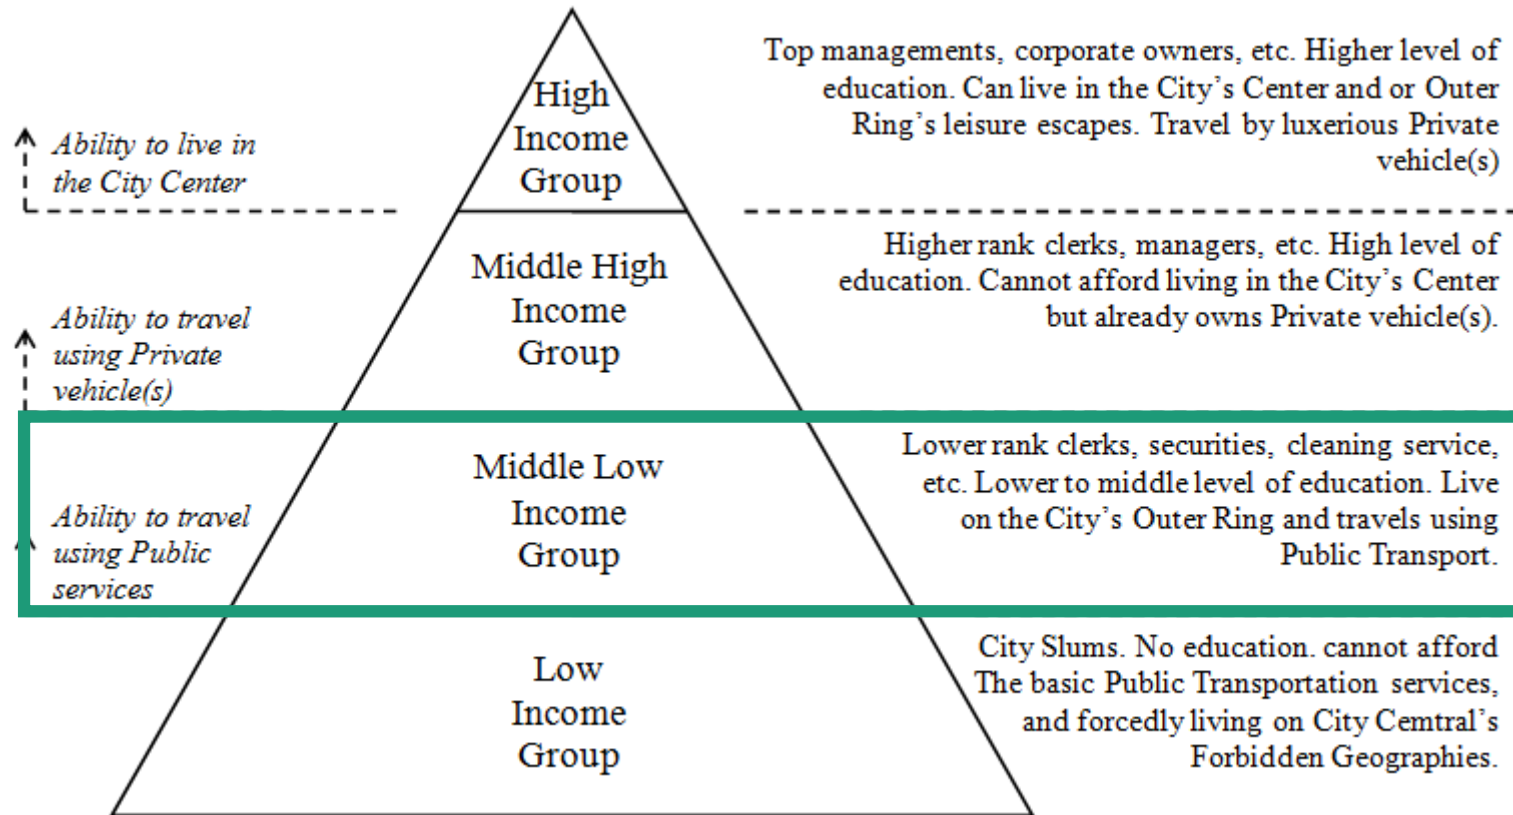 High
Income
Group
Top managements, corporate owners, etc. Higher level of
education. Can live in the City's Center and or Outer
Ring's leisure escapes. Travel by luxerious Private
vehicle(s)
Ability to live in
the City Center
Middle High
Income
Group
Higher rank clerks, managers, etc. High level of
education. Cannot afford living in the City's Center
but already owns Private vehicle(s).
Ability to travel
using Private
vehicle(s)
Middle Low
Income
Group
Lower rank clerks, securities, cleaning service,
etc. Lower to middle level of education. Live
on the City's Outer Ring and travels using
Public Transport.
Ability to travel
using Public
services
Low
Income
Group
City Slums. No education. cannot afford
The basic Public Transportation services,
and forcedly living on City Cemtral's
Forbidden Geographies.